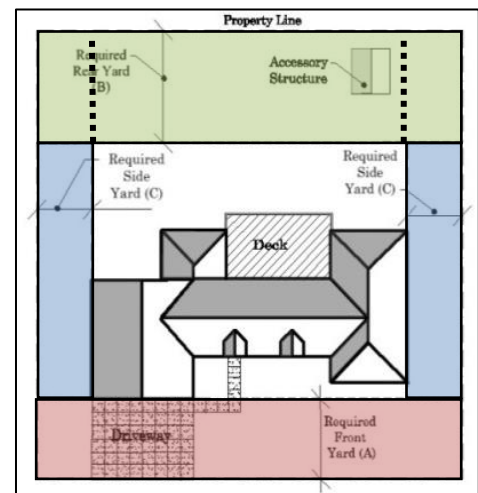 Property Line
Required
Rear Yard
(B)
Accessory
Structure
Required
Side
Yard (C)
Required
Side
Yard (C)
Deck
Driveway
Required
Front
Yard (A)